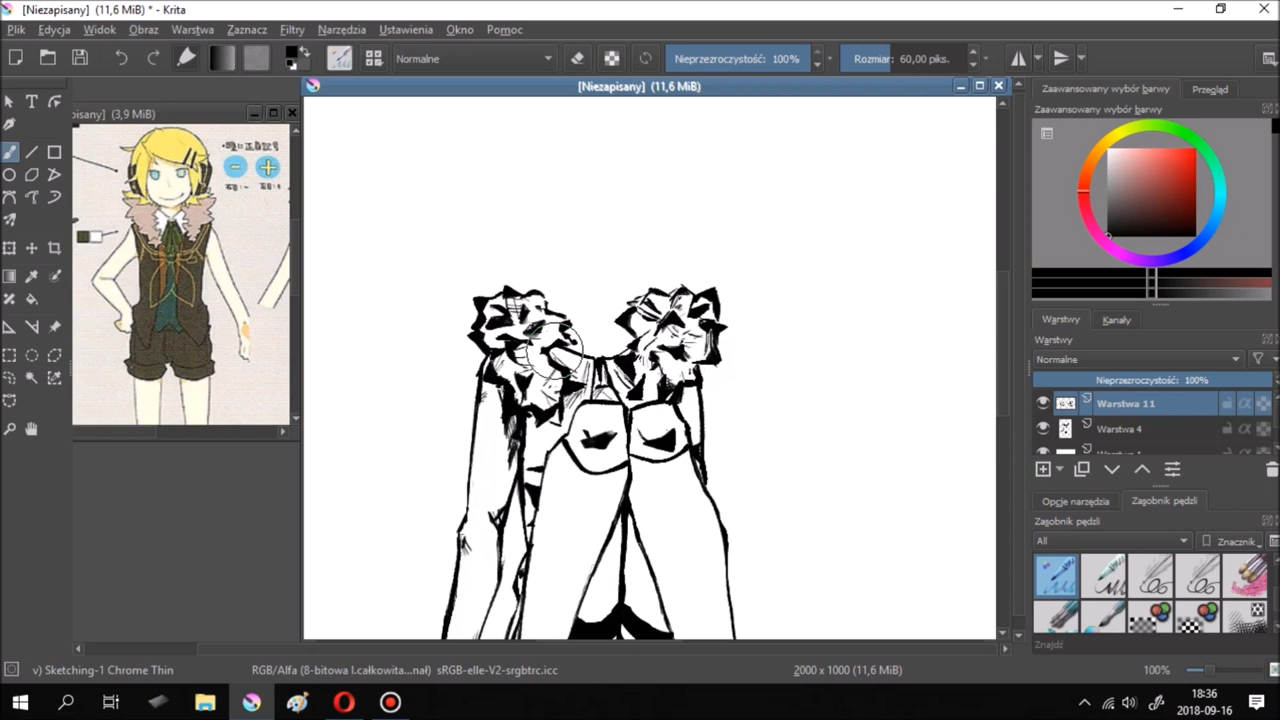 [Niezapisany] (11,6 MiB) * - Krita
Plik Edycja Widok Obraz Warstwa Zaznacz Filtry Narzędzia Ustawienia Okno Pomoc
Normalne
Nieprzezroczystość: 100%
Rozmiar: 60,00 piks.
[Niezapisany] (11,6 MiB)
Zaawansowany wybór barwy
Przegląd
pisany] (3,9 MiB)
Zaawansowany wybór barwy
Warstwy
Kanały
Warstwy
Normalne
Nieprzezroczystość: 100%
Warstwa 11
Warstwa 4
Opcje narzędzia
Zasobnik pędzli
Zasobnik pędzli
All
Znacznik
Znajdź
v) Sketching-1 Chrome Thin
RGB/Alfa (8-bitowa l.całkowita...nał) sRGB-elle-V2-srgbtrc.icc
2000 x 1000 (11,6 MiB)
100%
18:36
2018-09-16